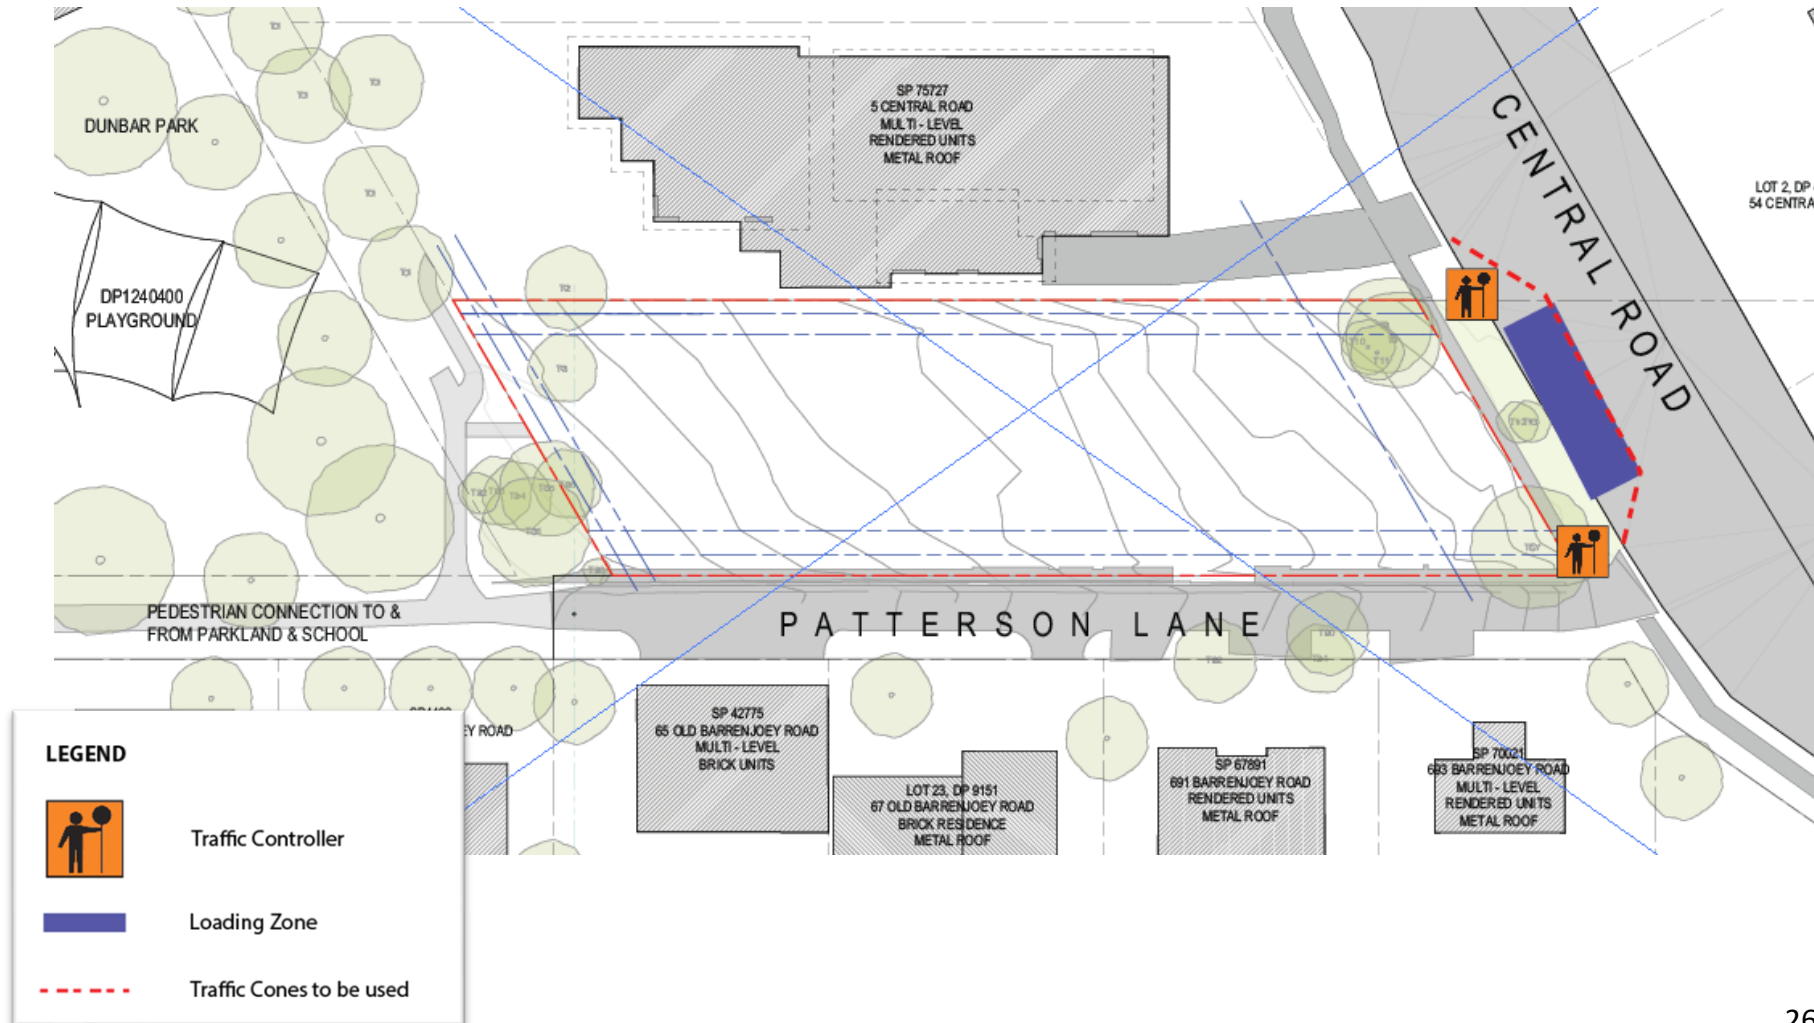 DUNBAR PARK
SP 75727
5 CENTRAL ROAD
MULTI - LEVEL
RENDERED UNITS
METAL ROOF
CENTRAL ROAD
LOT 2, DP
54 CENTRA
DP1240400
PLAYGROUND
PEDESTRIAN CONNECTION TO &
FROM PARKLAND & SCHOOL
PATTERSON LANE
EY ROAD
SP 42775
65 OLD BARRENJOEY ROAD
MULTI - LEVEL
BRICK UNITS
LOT 23, DP 9151
67 OLD BARRENJOEY ROAD
BRICK RESIDENCE
METAL ROOF
SP 67891
691 BARRENJOEY ROAD
RENDERED UNITS
METAL ROOF
SP 70021
693 BARRENJOEY ROAD
MULTI - LEVEL
RENDERED UNITS
METAL ROOF
LEGEND
Traffic Controller
Loading Zone
Traffic Cones to be used
26